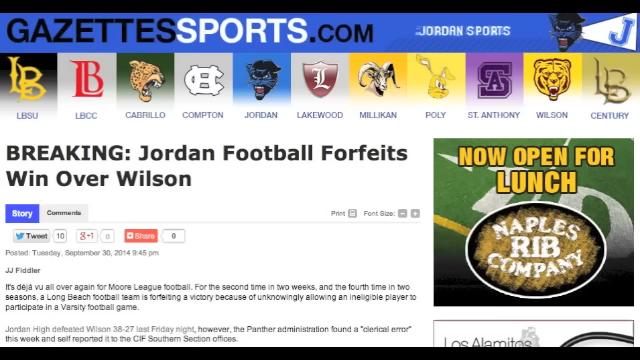 GAZETTESSPORTS.COM
JORDAN SPORTS
J
LB
LBSU
LB
LBCC
CABRILLO
CH
COMPTON
JORDAN
L
LAKEWOOD
MILLIKAN
POLY
SA
ST. ANTHONY
WILSON
LB
CENTURY
BREAKING: Jordan Football Forfeits
Win Over Wilson
Story
Comments
Print
Font Size:
Tweet
10
+1
0
Share
0
Posted: Tuesday, September 30, 2014 9:45 pm
JJ Fiddler
It's déjà vu all over again for Moore League football. For the second time in two weeks, and the fourth time in two
seasons, a Long Beach football team is forfeiting a victory because of unknowingly allowing an ineligible player to
participate in a Varsity football game.
Jordan High defeated Wilson 38-27 last Friday night, however, the Panther administration found a "clerical error"
this week and self reported it to the CIF Southern Section offices.
NOW OPEN FOR
LUNCH
NAPLES
RIB
COMPANY
Los Alamitos